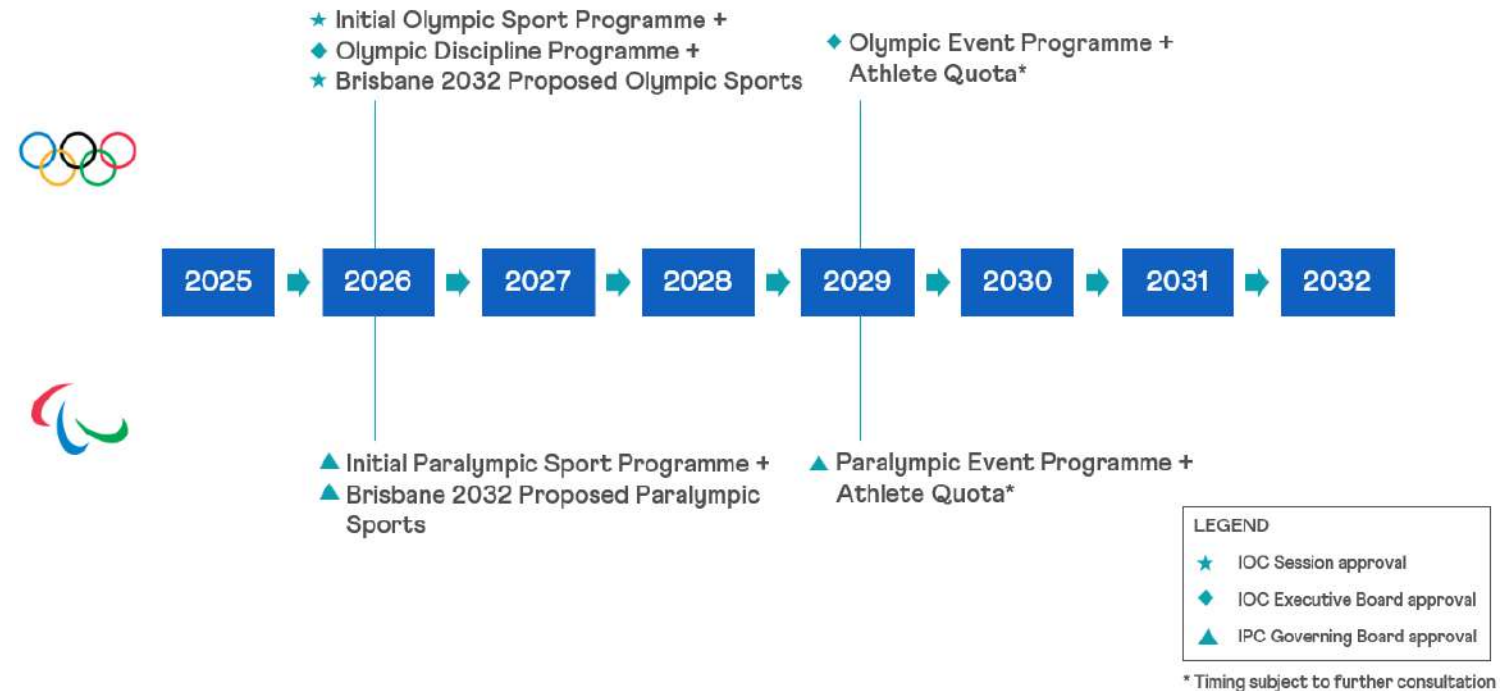 ★ Initial Olympic Sport Programme +
◆ Olympic Discipline Programme +
★ Brisbane 2032 Proposed Olympic Sports
◆ Olympic Event Programme +
Athlete Quota*
2025
2026
2027
2028
2029
2030
2031
2032
▲ Initial Paralympic Sport Programme +
▲ Brisbane 2032 Proposed Paralympic
Sports
▲ Paralympic Event Programme +
Athlete Quota*
LEGEND
★ IOC Session approval
◆ IOC Executive Board approval
▲ IPC Governing Board approval
* Timing subject to further consultation